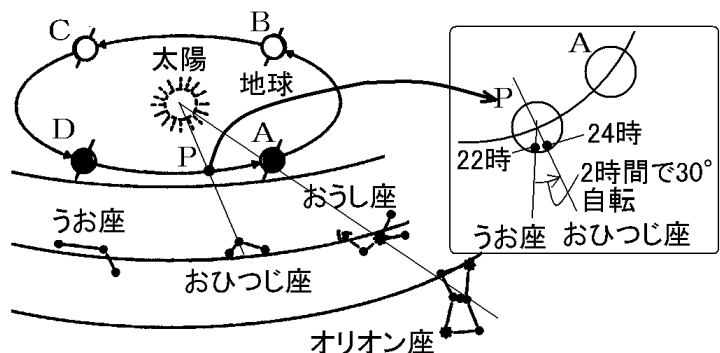 C
B
太陽
地球
D
P
A
うお座
おひつじ座
おうし座
オリオン座
A
P
22時
24時
2時間で30°
自転
うお座
おひつじ座